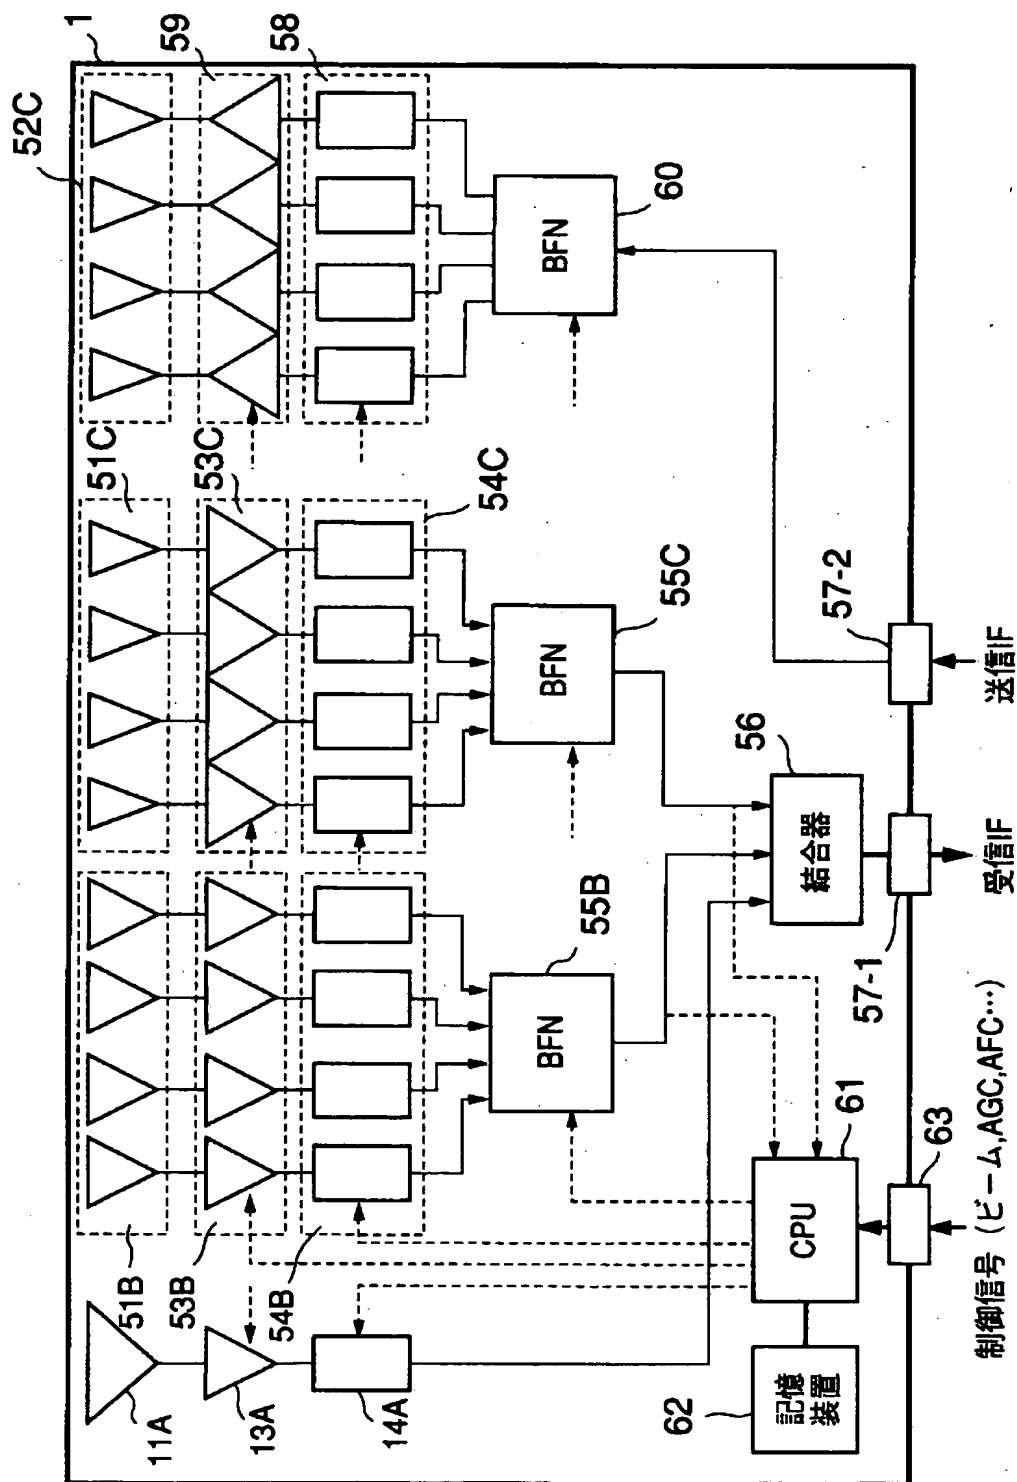 1
52C
59
58
BFN
60
51C
53C
54C
BFN
55C
57-2
送信IF
56
結合器
57-1
受信IF
51B
53B
54B
BFN
55B
61
CPU
63
制御信号(ビーム,AGC,AFC…)
11A
13A
14A
62
記憶
装置